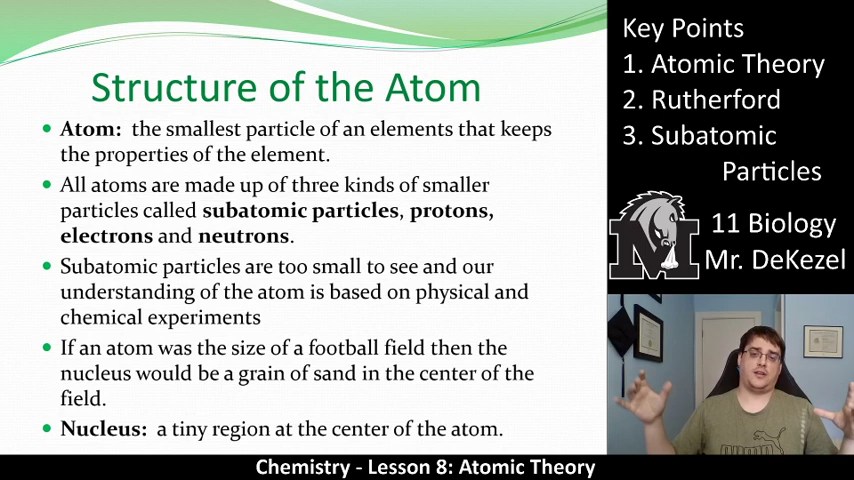 Structure of the Atom
Atom: the smallest particle of an elements that keeps
the properties of the element.
All atoms are made up of three kinds of smaller
particles called subatomic particles, protons,
electrons and neutrons.
Subatomic particles are too small to see and our
understanding of the atom is based on physical and
chemical experiments
If an atom was the size of a football field then the
nucleus would be a grain of sand in the center of the
field.
Nucleus: a tiny region at the center of the atom.
Key Points
1. Atomic Theory
2. Rutherford
3. Subatomic
Particles
M
11 Biology
Mr. DeKezel
PUMA
Chemistry - Lesson 8: Atomic Theory